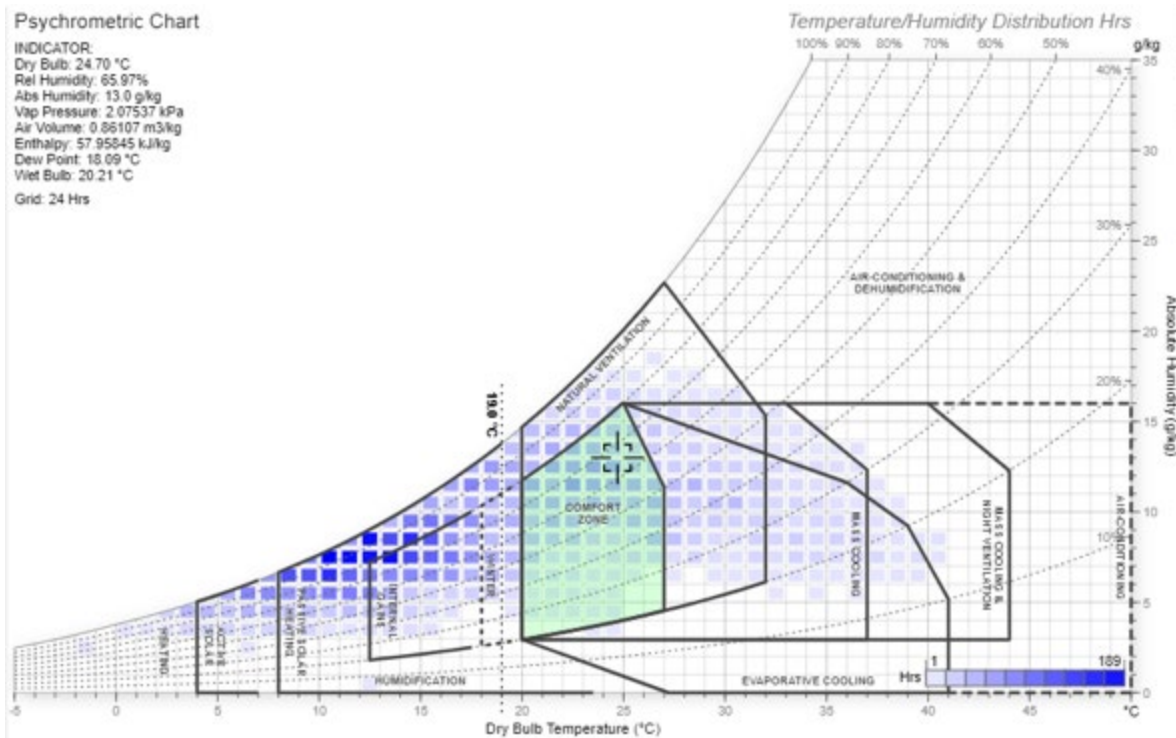 Psychrometric Chart
Temperature/Humidity Distribution Hrs
INDICATOR:
Dry Bulb: 24.70 °C
Rel Humidity: 65.97%
Abs Humidity: 13.0 g/kg
Vap Pressure: 2.07537 kPa
Air Volume: 0.86107 m3/kg
Enthalpy: 57.95845 kJ/kg
Dew Point: 18.09 °C
Wet Bulb: 20.21 °C
Grid: 24 Hrs
100% 90% 80% 70% 60% 50%
g/kg
35
40%
30
30%
25
AIR-CONDITIONING &
DEHUMIDIFICATION
20
NATURAL VENTILATION
20%
Absolute Humidity (g/kg)
19.0 °C
15
COMFORT
ZONE
10
10%
HEATING
ACTIVE
SOLAR
PASSIVE SOLAR
HEATING
INTERNAL
GAINS
WINTER
MASS COOLING
MASS COOLING &
NIGHT VENTILATION
AIR-CONDITIONING
5
HUMIDIFICATION
EVAPORATIVE COOLING
Hrs
1
189
0
-5 0 5 10 15 20 25 30 35 40 45 °C
Dry Bulb Temperature (°C)